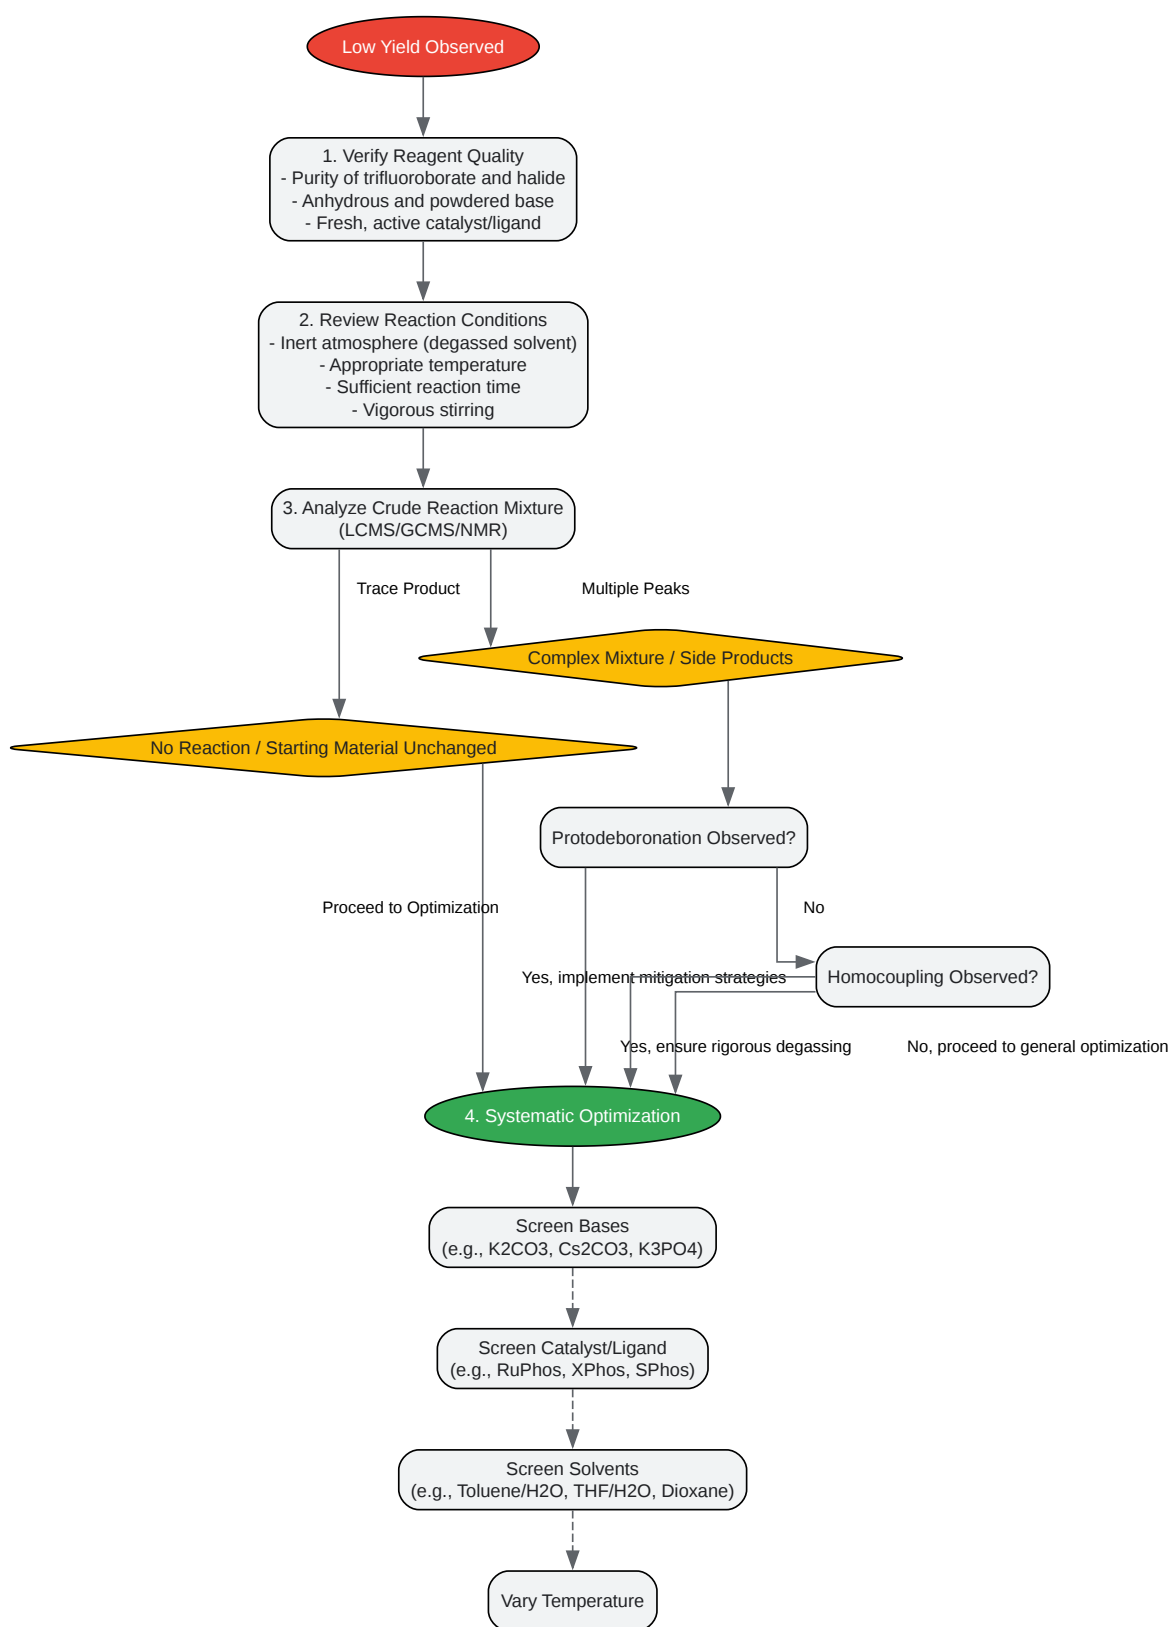 Low Yield Observed
1. Verify Reagent Quality
- Purity of trifluoroborate and halide
- Anhydrous and powdered base
- Fresh, active catalyst/ligand
2. Review Reaction Conditions
- Inert atmosphere (degassed solvent)
- Appropriate temperature
- Sufficient reaction time
- Vigorous stirring
3. Analyze Crude Reaction Mixture
(LCMS/GCMS/NMR)
Trace Product
Multiple Peaks
Complex Mixture / Side Products
No Reaction / Starting Material Unchanged
Protodeboronation Observed?
Proceed to Optimization
No
Yes, implement mitigation strategies
Homocoupling Observed?
Yes, ensure rigorous degassing
No, proceed to general optimization
4. Systematic Optimization
Screen Bases
(e.g., K2CO3, Cs2CO3, K3PO4)
Screen Catalyst/Ligand
(e.g., RuPhos, XPhos, SPhos)
Screen Solvents
(e.g., Toluene/H2O, THF/H2O, Dioxane)
Vary Temperature